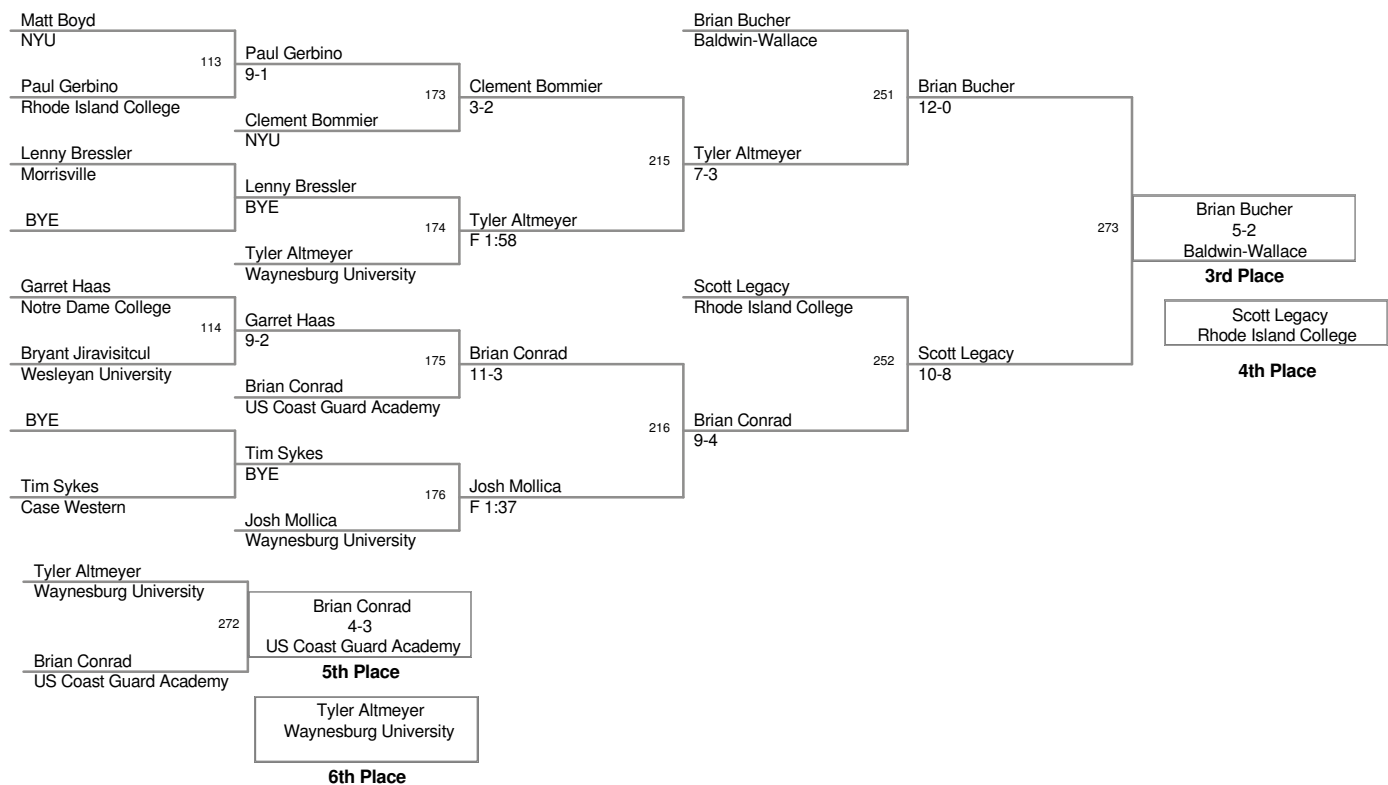 Matt Boyd
NYU
113
Paul Gerbino
9-1
Paul Gerbino
Rhode Island College
173
Clement Bommier
3-2
Clement Bommier
NYU
Lenny Bressler
Morrisville
Lenny Bressler
BYE
BYE
174
Tyler Altmeyer
F 1:58
Tyler Altmeyer
Waynesburg University
215
Tyler Altmeyer
7-3
Brian Bucher
Baldwin-Wallace
251
Brian Bucher
12-0
Garret Haas
Notre Dame College
114
Garret Haas
9-2
Bryant Jiravisitcul
Wesleyan University
175
Brian Conrad
11-3
Brian Conrad
US Coast Guard Academy
BYE
Tim Sykes
BYE
Tim Sykes
Case Western
176
Josh Mollica
F 1:37
Josh Mollica
Waynesburg University
216
Brian Conrad
9-4
Scott Legacy
Rhode Island College
252
Scott Legacy
10-8
273
Brian Bucher
5-2
Baldwin-Wallace
3rd Place
Scott Legacy
Rhode Island College
4th Place
Tyler Altmeyer
Waynesburg University
272
Brian Conrad
US Coast Guard Academy
Brian Conrad
4-3
US Coast Guard Academy
5th Place
Tyler Altmeyer
Waynesburg University
6th Place